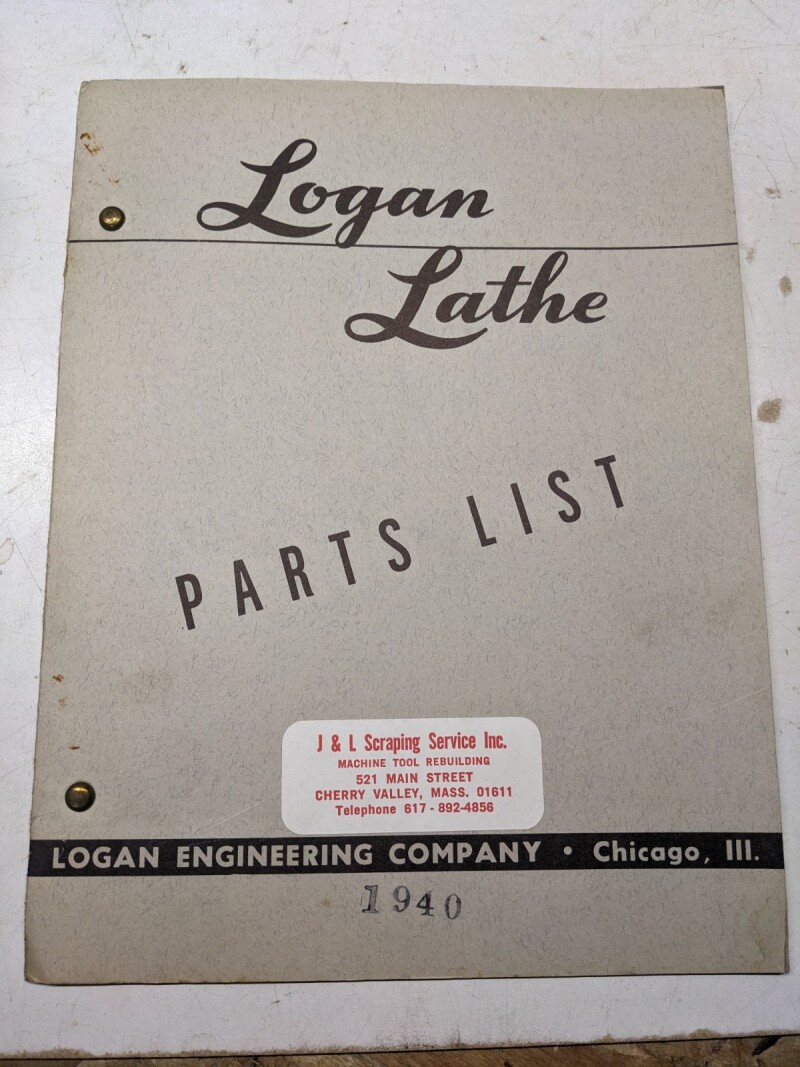 Logan
Lathe
PARTS LIST
J & L Scraping Service Inc.
MACHINE TOOL REBUILDING
521 MAIN STREET
CHERRY VALLEY, MASS. 01611
Telephone 617-892-4856
LOGAN ENGINEERING COMPANY • Chicago, Ill.
1940